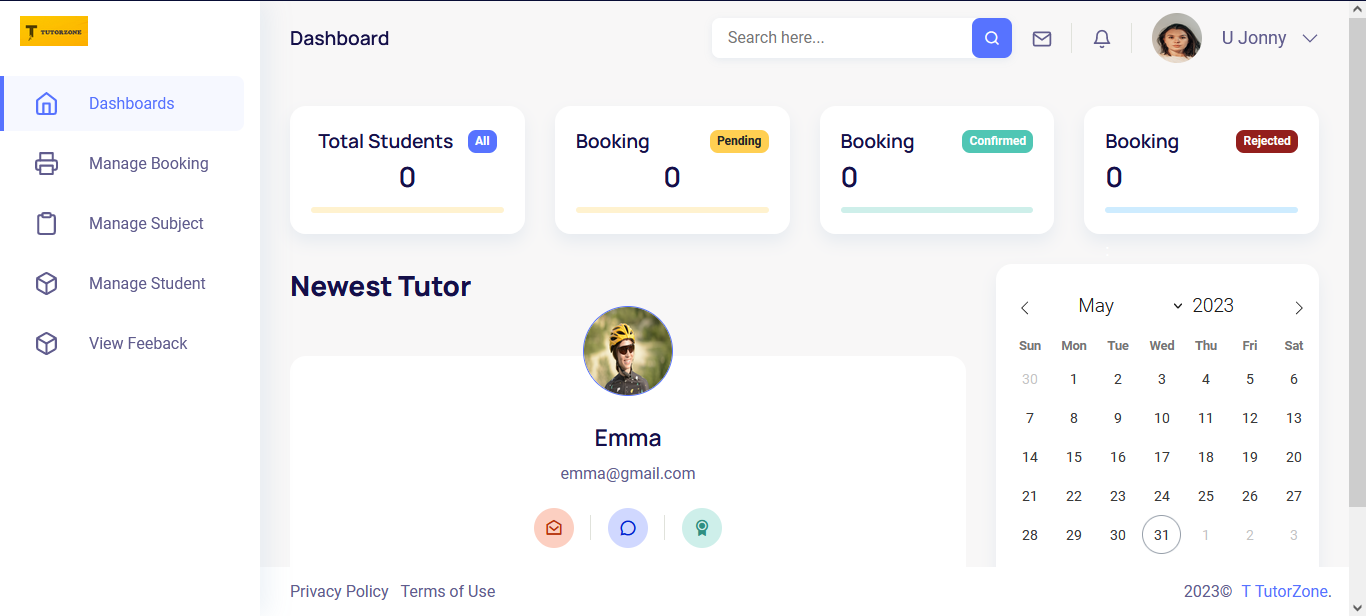 T TUTORZONE
Dashboard
Search here...
U Jonny
Dashboards
Manage Booking
Manage Subject
Manage Student
View Feeback
Total Students All
0
Booking Pending
0
Booking Confirmed
0
Booking Rejected
0
Newest Tutor
Emma
emma@gmail.com
May 2023
Sun Mon Tue Wed Thu Fri Sat
30 1 2 3 4 5 6
7 8 9 10 11 12 13
14 15 16 17 18 19 20
21 22 23 24 25 26 27
28 29 30 31 1 2 3
Privacy Policy Terms of Use
2023© T TutorZone.